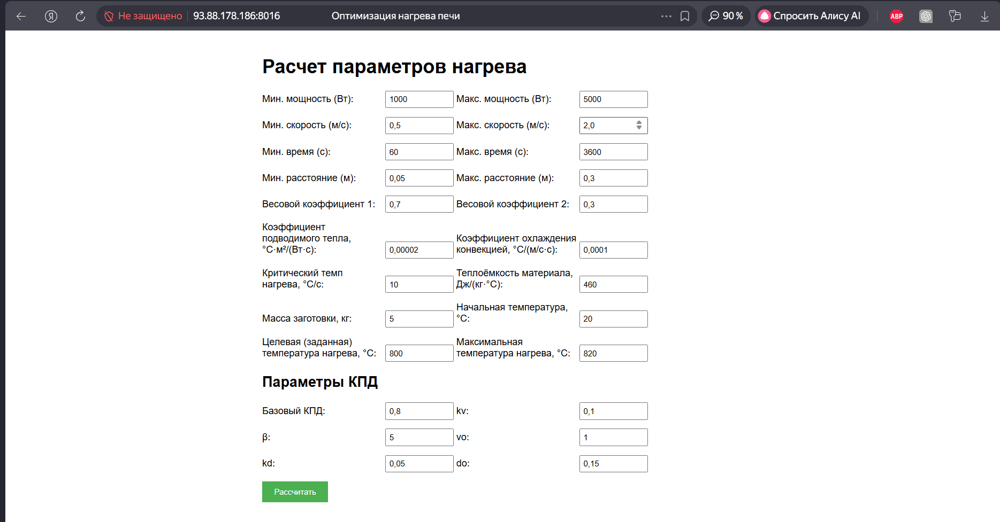 Я Не защищено 93.88.178.186:8016 Оптимизация нагрева печи ... 90 % Спросить Алису AI ABP
Расчет параметров нагрева
Мин. мощность (Вт): 1000 Макс. мощность (Вт): 5000
Мин. скорость (м/с): 0,5 Макс. скорость (м/с): 2,0
Мин. время (с): 60 Макс. время (с): 3600
Мин. расстояние (м): 0,05 Макс. расстояние (м): 0,3
Весовой коэффициент 1: 0,7 Весовой коэффициент 2: 0,3
Коэффициент
подводимого тепла,
°C·м²/(Вт·с): 0,00002
Коэффициент охлаждения
конвекцией, °C/(м/с·с): 0,0001
Критический темп
нагрева, °C/с: 10
Теплоёмкость материала,
Дж/(кг·°C): 460
Масса заготовки, кг: 5
Начальная температура,
°C: 20
Целевая (заданная)
температура нагрева, °C: 800
Максимальная
температура нагрева, °C: 820
Параметры КПД
Базовый КПД: 0,8 kv: 0,1
β: 5 vo: 1
kd: 0,05 do: 0,15
Рассчитать